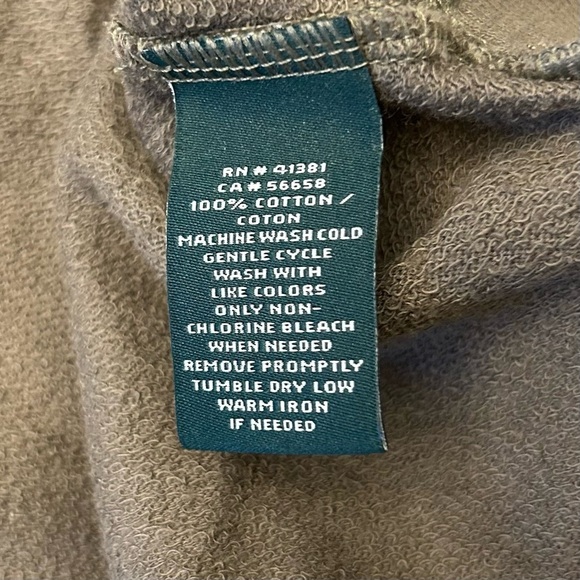 RN # 41381
CA # 56658
100% COTTON /
COTON
MACHINE WASH COLD
GENTLE CYCLE
WASH WITH
LIKE COLORS
ONLY NON-
CHLORINE BLEACH
WHEN NEEDED
REMOVE PROMPTLY
TUMBLE DRY LOW
WARM IRON
IF NEEDED